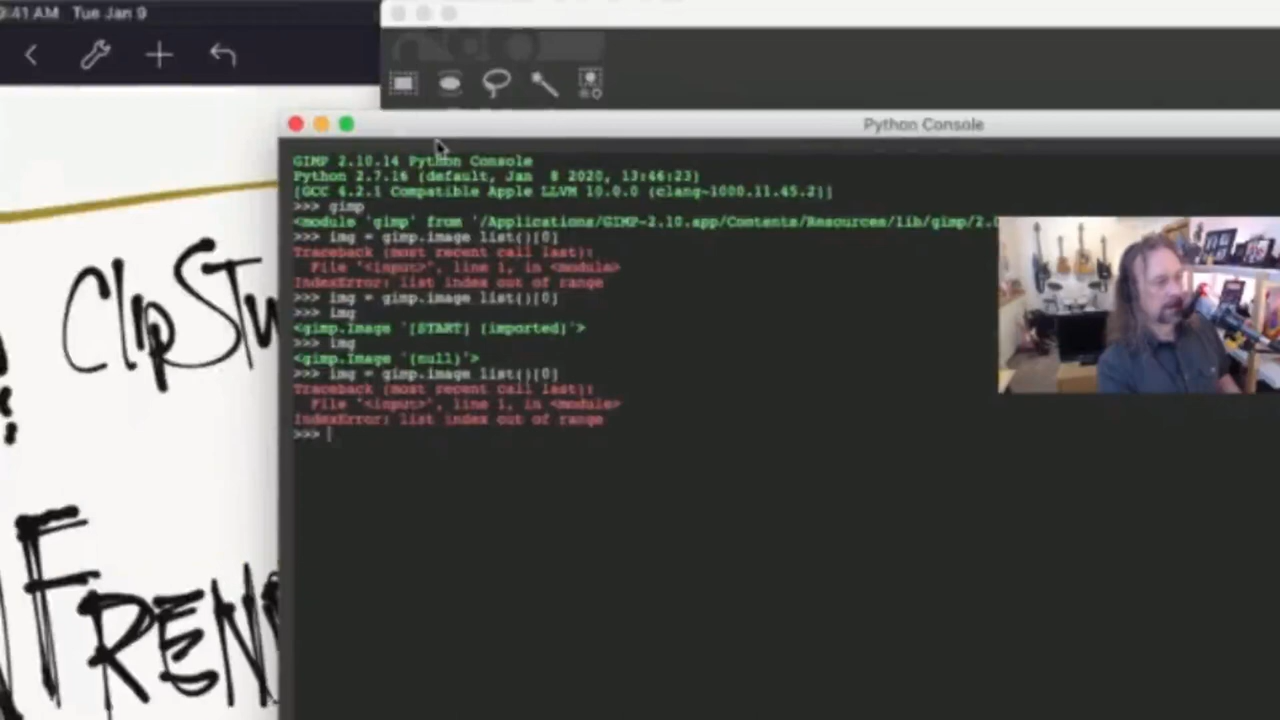 9:41 AM Tue Jan 9
Python Console
GIMP 2.10.14 Python Console
Python 2.7.16 (default, Jan  8 2020, 13:46:23)
[GCC 4.2.1 Compatible Apple LLVM 10.0.0 (clang-1000.11.45.2)]
>>> gimp
<module 'gimp' from '/Applications/GIMP-2.10.app/Contents/Resources/lib/gimp/2.0
>>> img = gimp.image_list()[0]
Traceback (most recent call last):
File "<input>", line 1, in <module>
IndexError: list index out of range
>>> img = gimp.image_list()[0]
>>> img
<gimp.Image '[START] (imported)'>
>>> img
<gimp.Image '(null)'>
>>> img = gimp.image_list()[0]
Traceback (most recent call last):
File "<input>", line 1, in <module>
IndexError: list index out of range
>>>
ClipStu
FREN